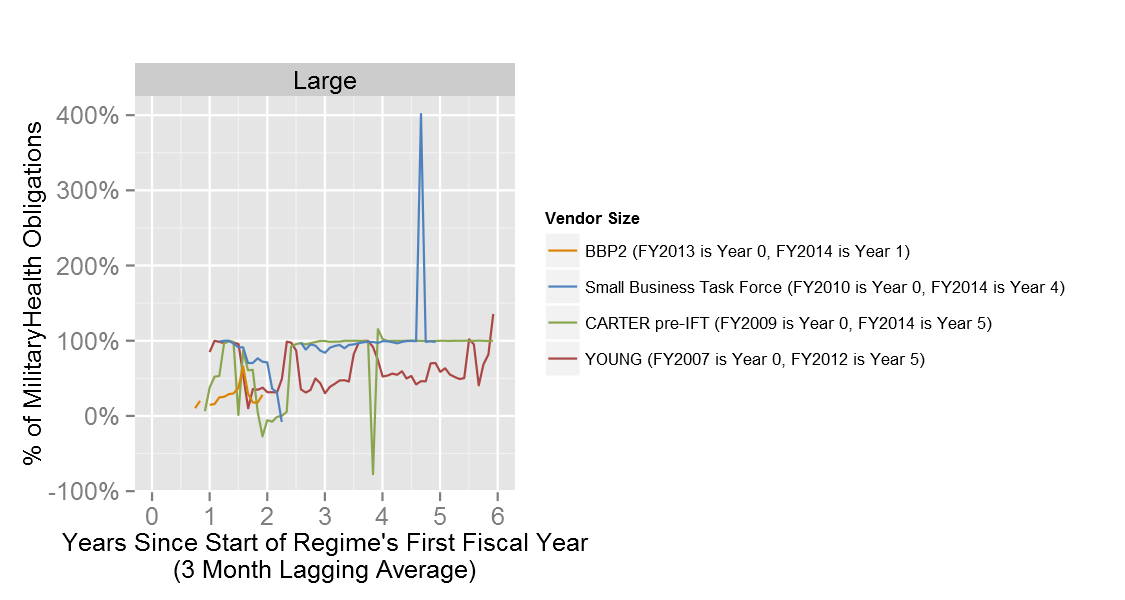 Large
% of MilitaryHealth Obligations
400%
300%
200%
100%
0%
-100%
0 1 2 3 4 5 6
Years Since Start of Regime's First Fiscal Year
(3 Month Lagging Average)
Vendor Size
BBP2 (FY2013 is Year 0, FY2014 is Year 1)
Small Business Task Force (FY2010 is Year 0, FY2014 is Year 4)
CARTER pre-IFT (FY2009 is Year 0, FY2014 is Year 5)
YOUNG (FY2007 is Year 0, FY2012 is Year 5)